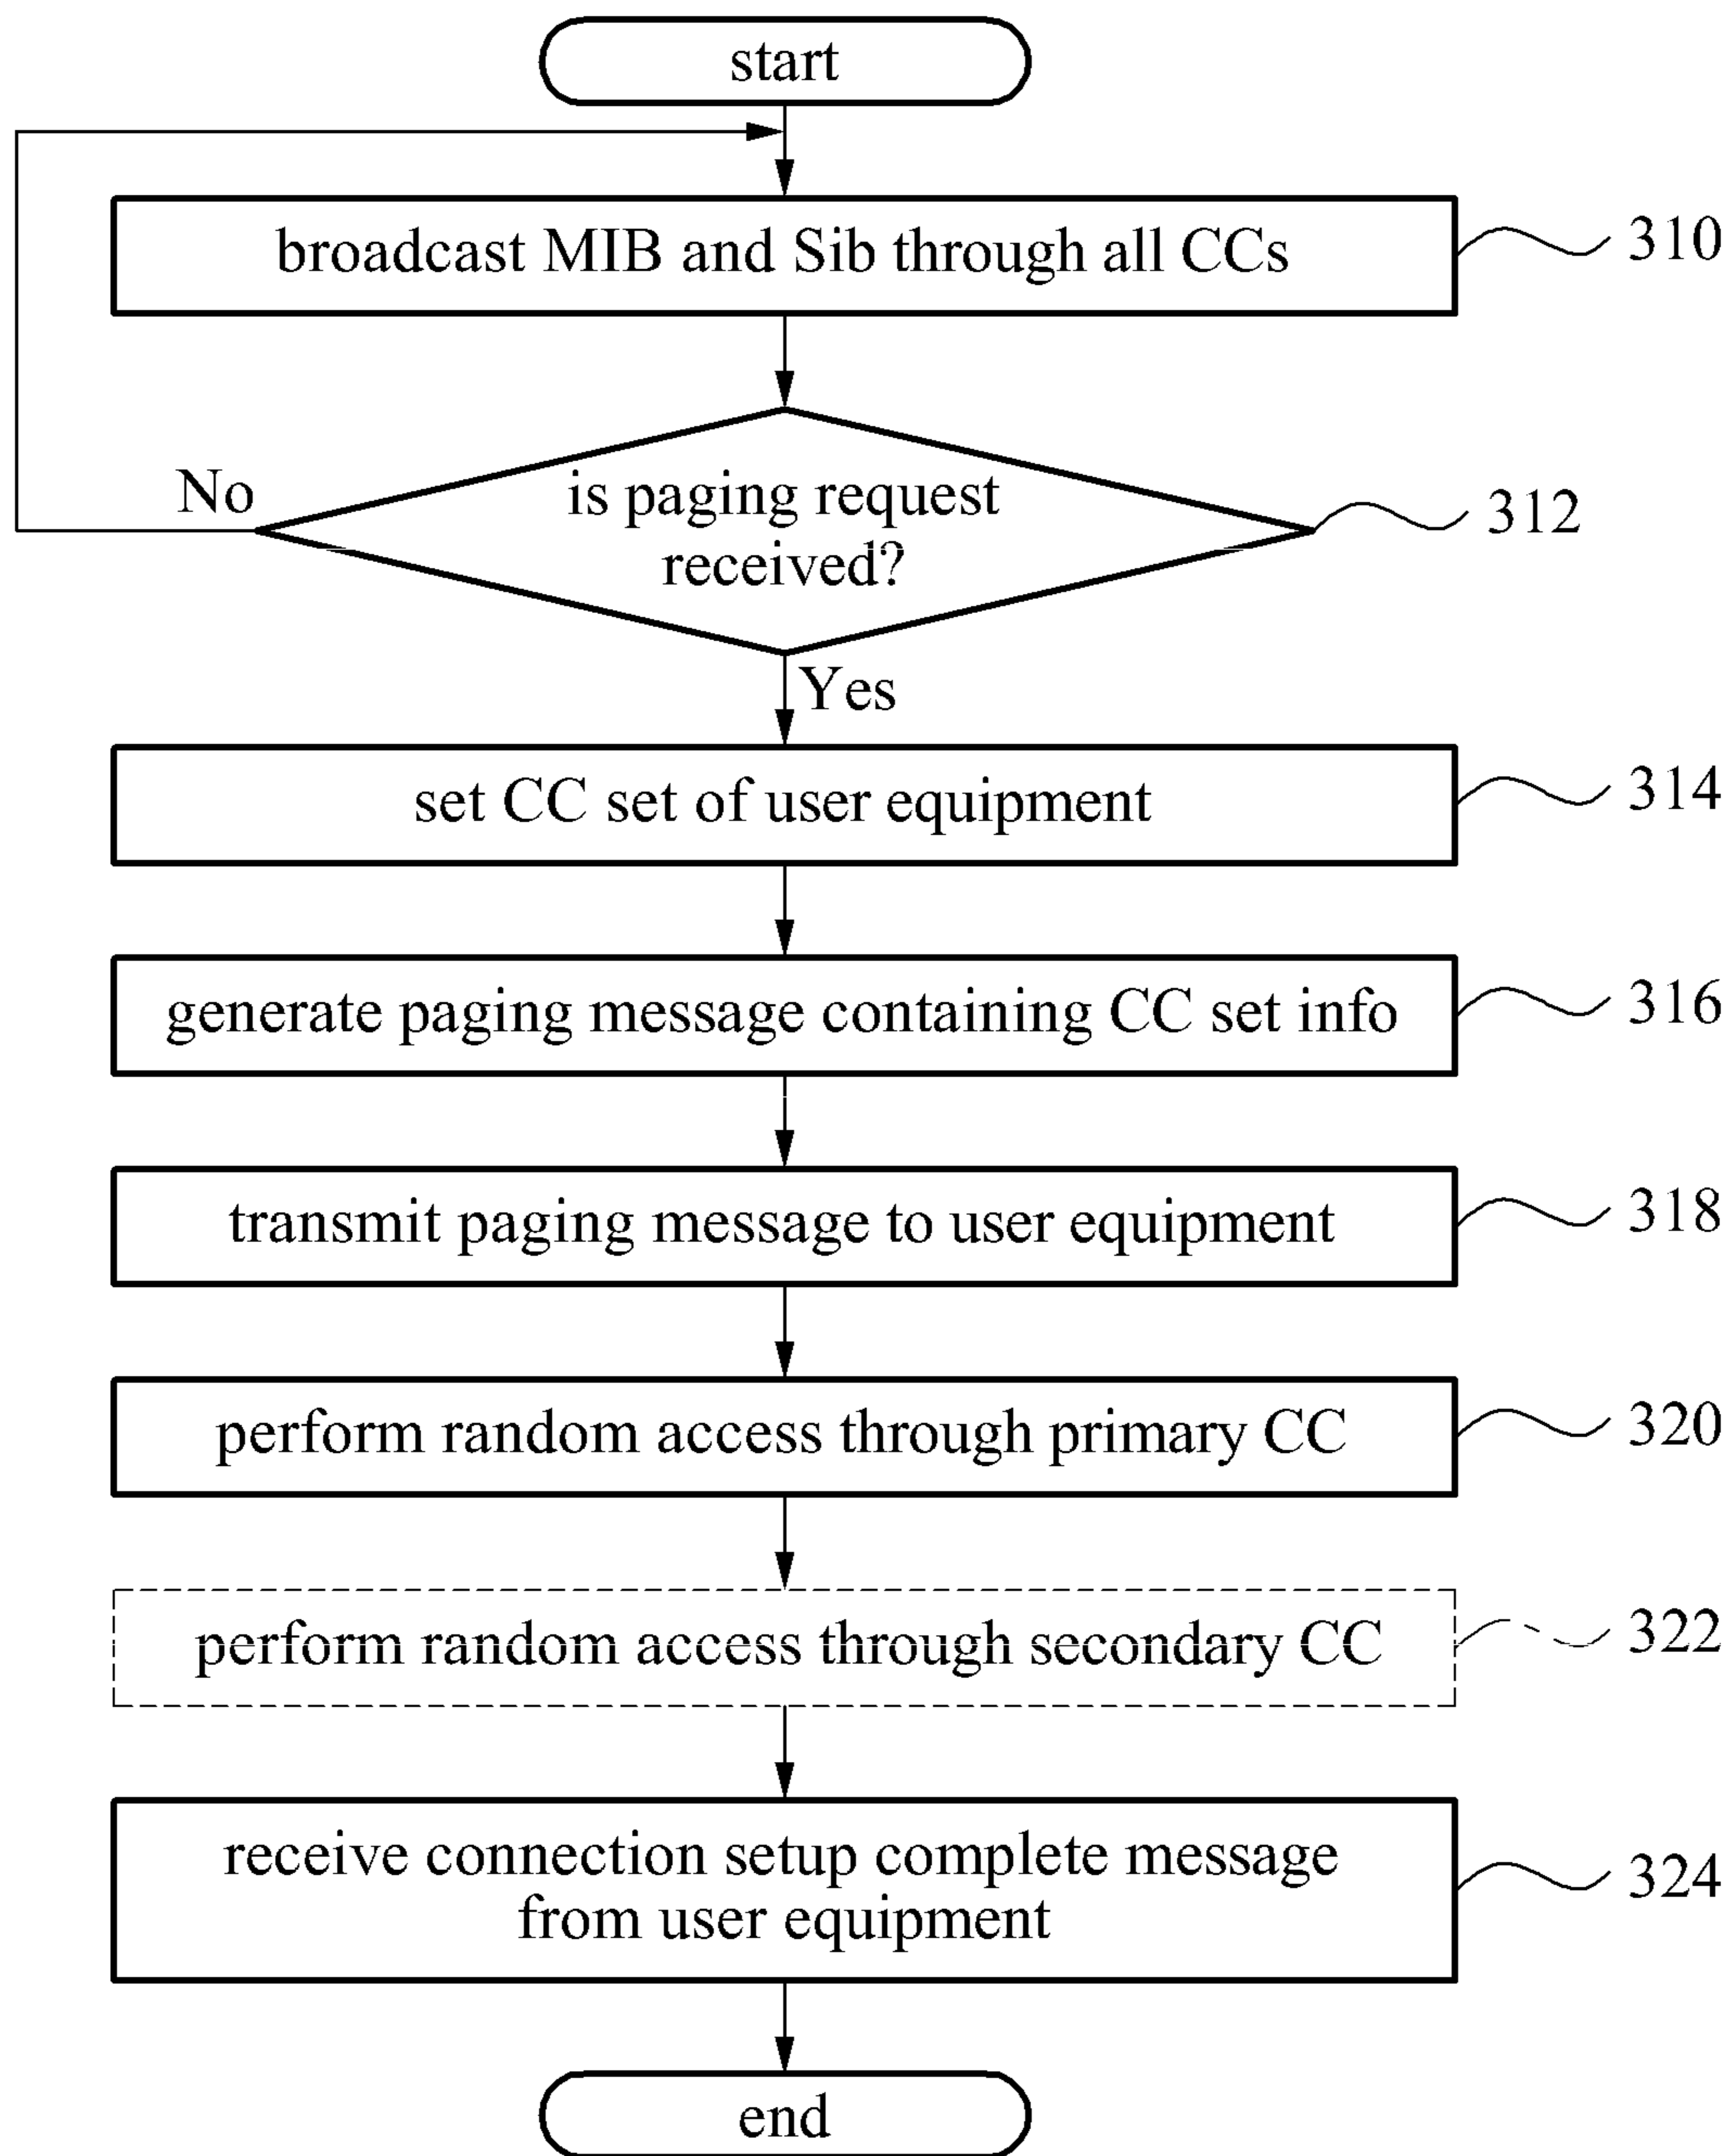 start
broadcast MIB and Sib through all CCs
310
No
is paging request
received?
312
Yes
set CC set of user equipment
314
generate paging message containing CC set info
316
transmit paging message to user equipment
318
perform random access through primary CC
320
perform random access through secondary CC
322
receive connection setup complete message
from user equipment
324
end